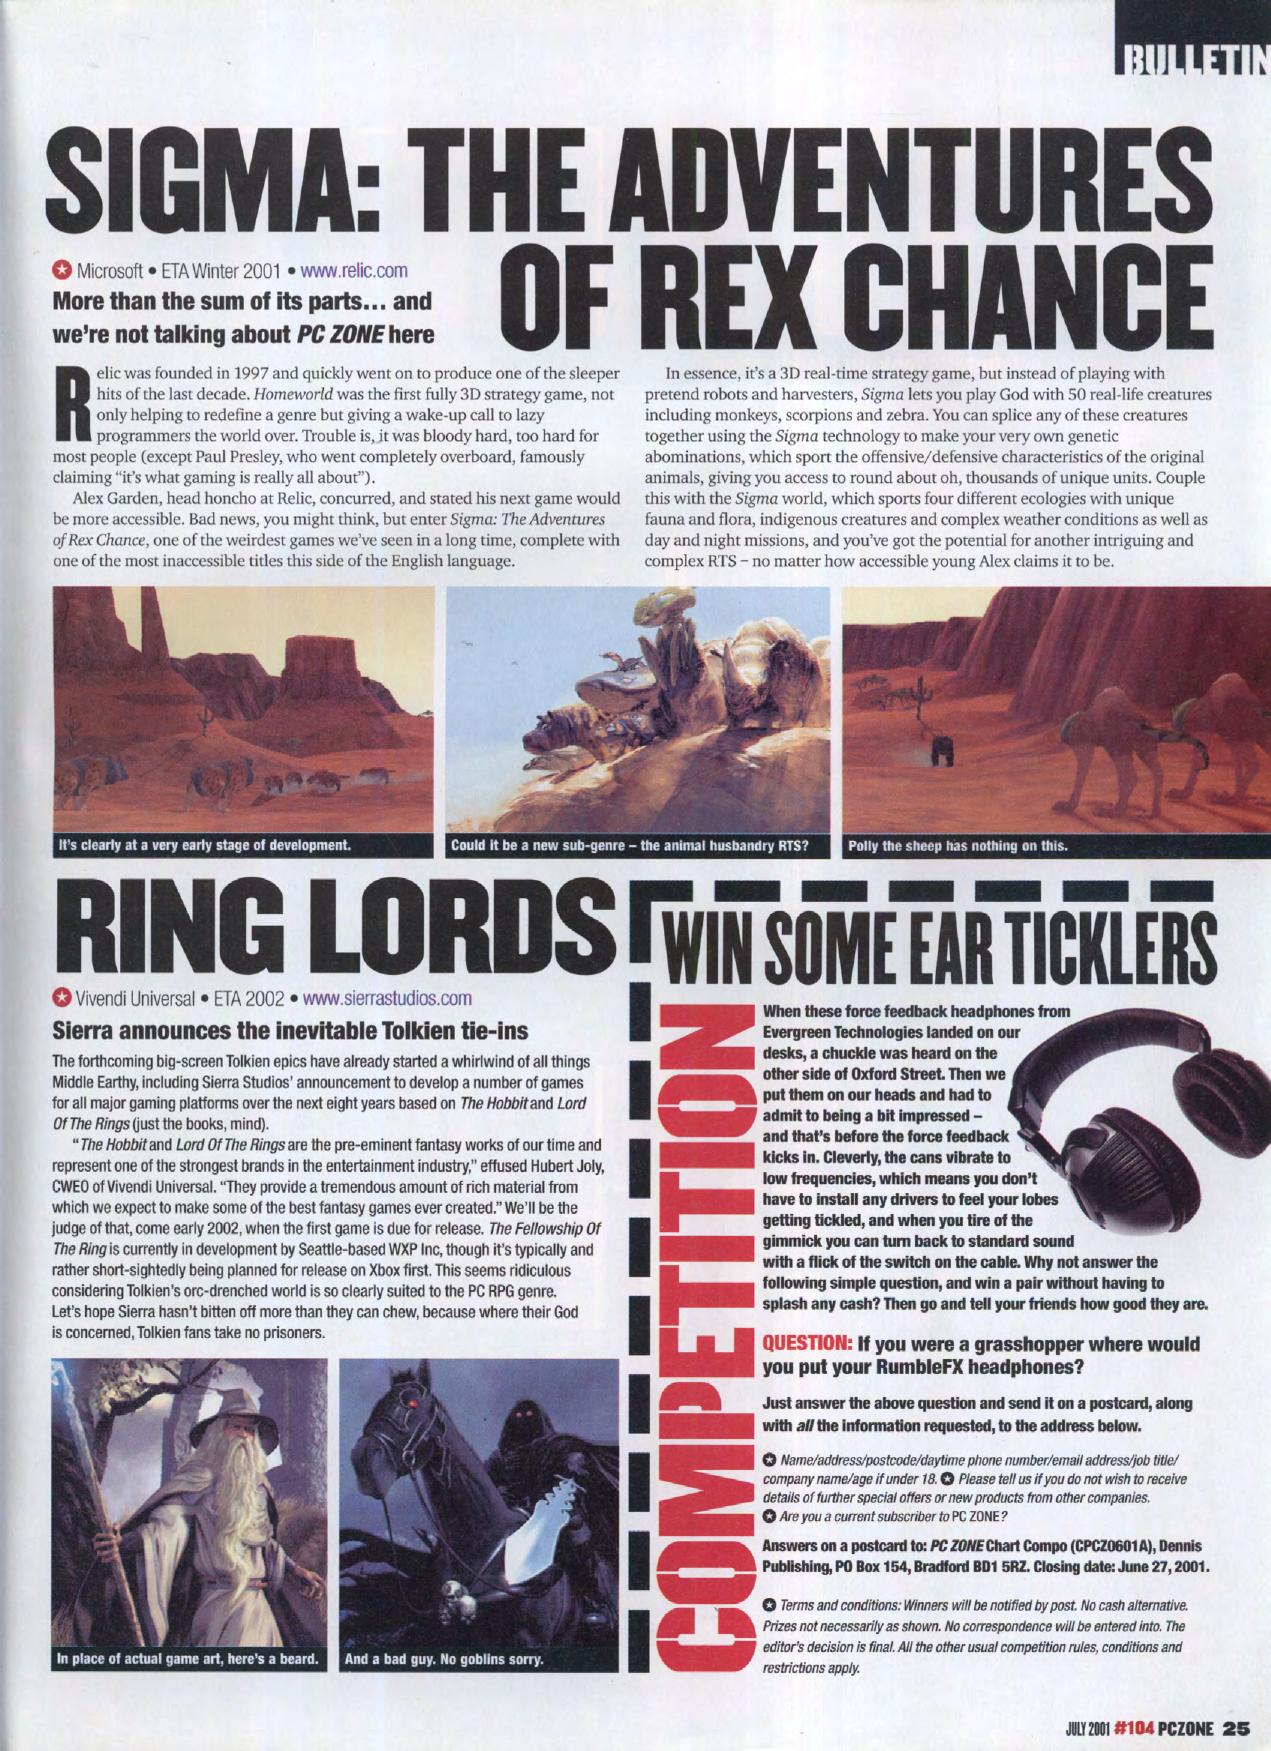 BULLETIN
SIGMA: THE ADVENTURES
OF REX CHANCE
Microsoft • ETA Winter 2001 • www.relic.com
More than the sum of its parts... and
we're not talking about PC ZONE here
Relic was founded in 1997 and quickly went on to produce one of the sleeper
hits of the last decade. Homeworld was the first fully 3D strategy game, not
only helping to redefine a genre but giving a wake-up call to lazy
programmers the world over. Trouble is, it was bloody hard, too hard for
most people (except Paul Presley, who went completely overboard, famously
claiming "it's what gaming is really all about").
Alex Garden, head honcho at Relic, concurred, and stated his next game would
be more accessible. Bad news, you might think, but enter Sigma: The Adventures
of Rex Chance, one of the weirdest games we've seen in a long time, complete with
one of the most inaccessible titles this side of the English language.
In essence, it's a 3D real-time strategy game, but instead of playing with
pretend robots and harvesters, Sigma lets you play God with 50 real-life creatures
including monkeys, scorpions and zebra. You can splice any of these creatures
together using the Sigma technology to make your very own genetic
abominations, which sport the offensive/defensive characteristics of the original
animals, giving you access to round about oh, thousands of unique units. Couple
this with the Sigma world, which sports four different ecologies with unique
fauna and flora, indigenous creatures and complex weather conditions as well as
day and night missions, and you've got the potential for another intriguing and
complex RTS – no matter how accessible young Alex claims it to be.
It's clearly at a very early stage of development.
Could it be a new sub-genre – the animal husbandry RTS?
Polly the sheep has nothing on this.
RING LORDS
Vivendi Universal • ETA 2002 • www.sierrastudios.com
Sierra announces the inevitable Tolkien tie-ins
The forthcoming big-screen Tolkien epics have already started a whirlwind of all things
Middle Earthy, including Sierra Studios' announcement to develop a number of games
for all major gaming platforms over the next eight years based on The Hobbit and Lord
Of The Rings (just the books, mind).
"The Hobbit and Lord Of The Rings are the pre-eminent fantasy works of our time and
represent one of the strongest brands in the entertainment industry," effused Hubert Joly,
CWEO of Vivendi Universal. "They provide a tremendous amount of rich material from
which we expect to make some of the best fantasy games ever created." We'll be the
judge of that, come early 2002, when the first game is due for release. The Fellowship Of
The Ring is currently in development by Seattle-based WXP Inc, though it's typically and
rather short-sightedly being planned for release on Xbox first. This seems ridiculous
considering Tolkien's orc-drenched world is so clearly suited to the PC RPG genre.
Let's hope Sierra hasn't bitten off more than they can chew, because where their God
is concerned, Tolkien fans take no prisoners.
In place of actual game art, here's a beard.
And a bad guy. No goblins sorry.
WIN SOME EAR TICKLERS
COMPETITION
When these force feedback headphones from
Evergreen Technologies landed on our
desks, a chuckle was heard on the
other side of Oxford Street. Then we
put them on our heads and had to
admit to being a bit impressed –
and that's before the force feedback
kicks in. Cleverly, the cans vibrate to
low frequencies, which means you don't
have to install any drivers to feel your lobes
getting tickled, and when you tire of the
gimmick you can turn back to standard sound
with a flick of the switch on the cable. Why not answer the
following simple question, and win a pair without having to
splash any cash? Then go and tell your friends how good they are.
QUESTION: If you were a grasshopper where would
you put your RumbleFX headphones?
Just answer the above question and send it on a postcard, along
with all the information requested, to the address below.
Name/address/postcode/daytime phone number/email address/job title/
company name/age if under 18. Please tell us if you do not wish to receive
details of further special offers or new products from other companies.
Are you a current subscriber to PC ZONE?
Answers on a postcard to: PC ZONE Chart Compo (CPCZ0601A), Dennis
Publishing, PO Box 154, Bradford BD1 5RZ. Closing date: June 27, 2001.
Terms and conditions: Winners will be notified by post. No cash alternative.
Prizes not necessarily as shown. No correspondence will be entered into. The
editor's decision is final. All the other usual competition rules, conditions and
restrictions apply.
JULY 2001 #104 PCZONE 25